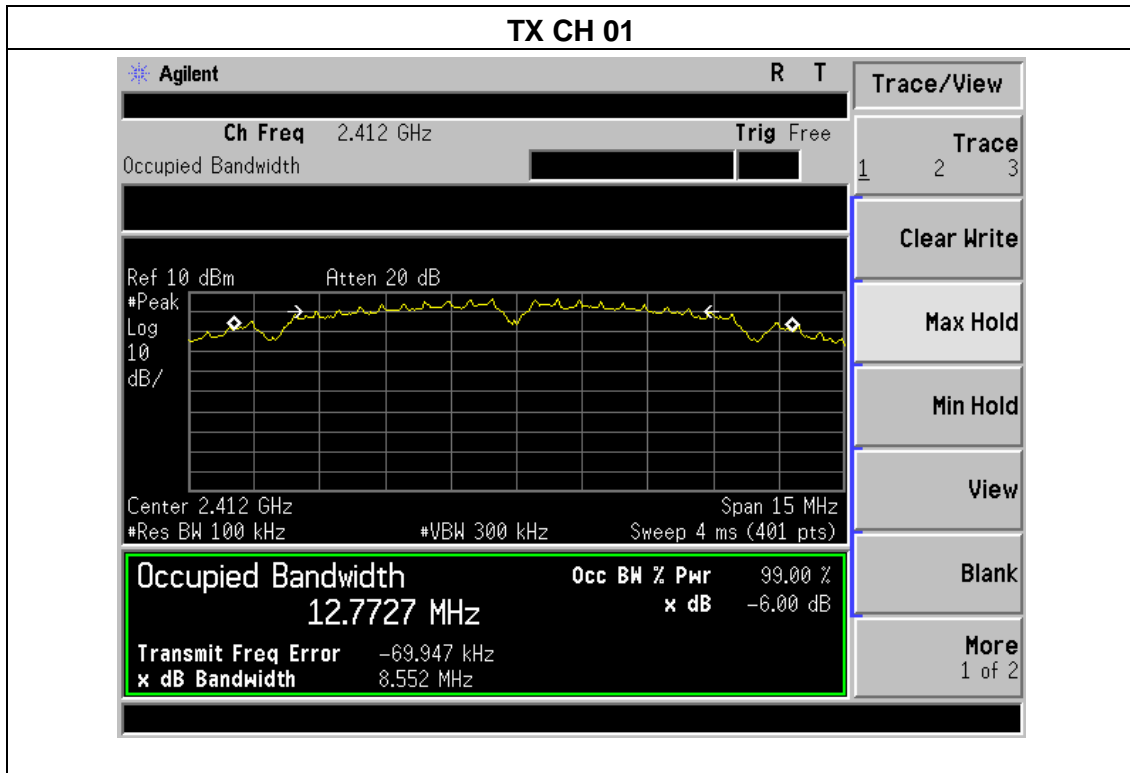 TX CH 01
Agilent R T
Trace/View
Ch Freq 2.412 GHz Trig Free
Occupied Bandwidth
Trace
1 2 3
Clear Write
Ref 10 dBm Atten 20 dB
#Peak
Log
10
dB/
Max Hold
Min Hold
View
Center 2.412 GHz Span 15 MHz
#Res BW 100 kHz #VBW 300 kHz Sweep 4 ms (401 pts)
Occupied Bandwidth Occ BW % Pwr 99.00 %
12.7727 MHz x dB -6.00 dB
Blank
Transmit Freq Error -69.947 kHz
x dB Bandwidth 8.552 MHz
More
1 of 2